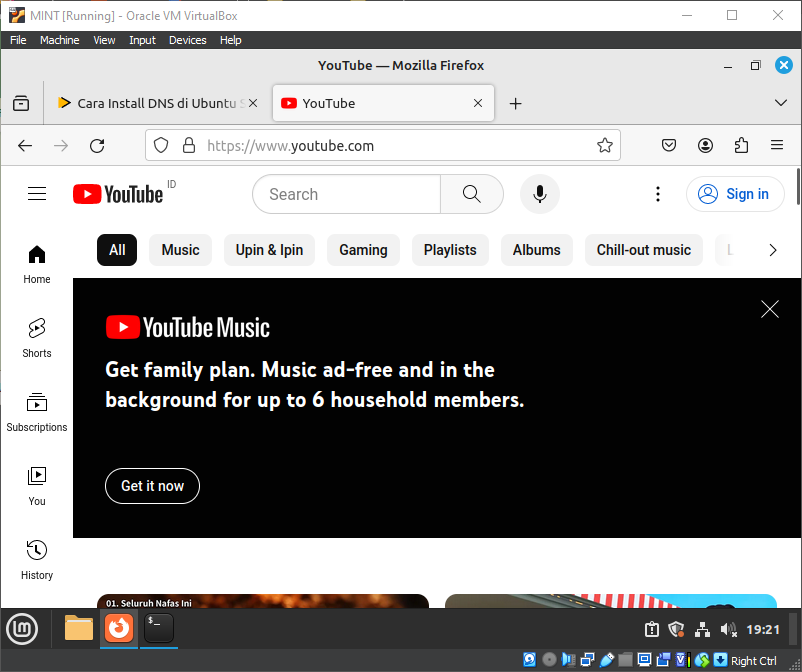 MINT [Running] - Oracle VM VirtualBox
File Machine View Input Devices Help
YouTube — Mozilla Firefox
Cara Install DNS di Ubuntu S
YouTube
https://www.youtube.com
YouTube ID
Search
Sign in
All Music Upin & Ipin Gaming Playlists Albums Chill-out music L
Home
Shorts
Subscriptions
You
History
YouTube Music
Get family plan. Music ad-free and in the
background for up to 6 household members.
Get it now
01. Seluruh Nafas Ini
19:21
Right Ctrl